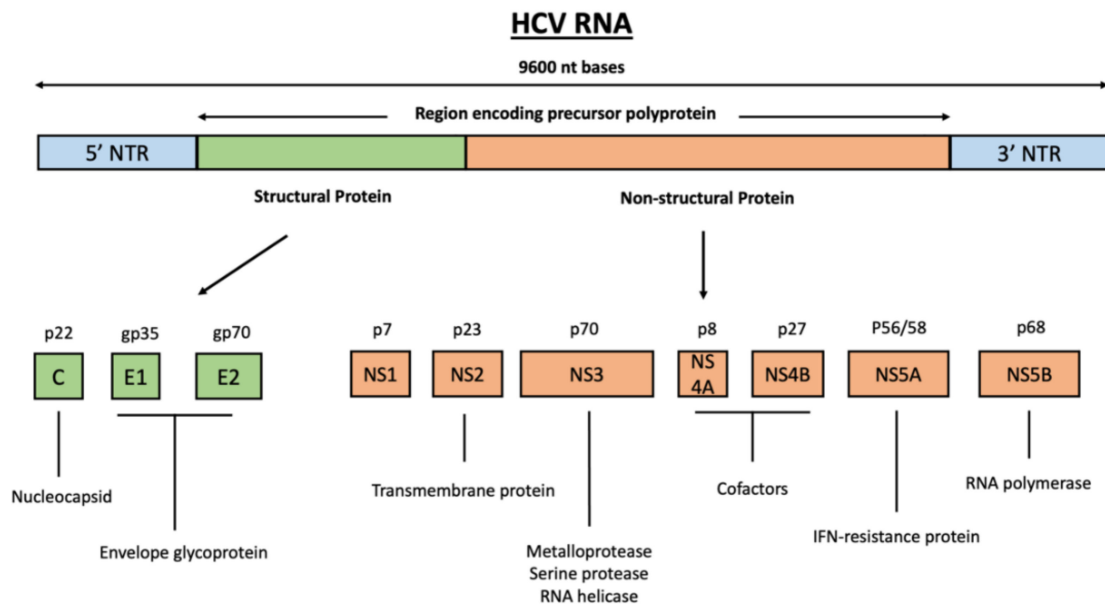 HCV RNA
9600 nt bases
Region encoding precursor polyprotein
5’ NTR
3’ NTR
Structural Protein
Non-structural Protein
p22
gp35
gp70
p7
p23
p70
p8
p27
P56/58
p68
C
E1
E2
NS1
NS2
NS3
NS
4A
NS4B
NS5A
NS5B
Nucleocapsid
Envelope glycoprotein
Transmembrane protein
Metalloprotease
Serine protease
RNA helicase
Cofactors
IFN-resistance protein
RNA polymerase